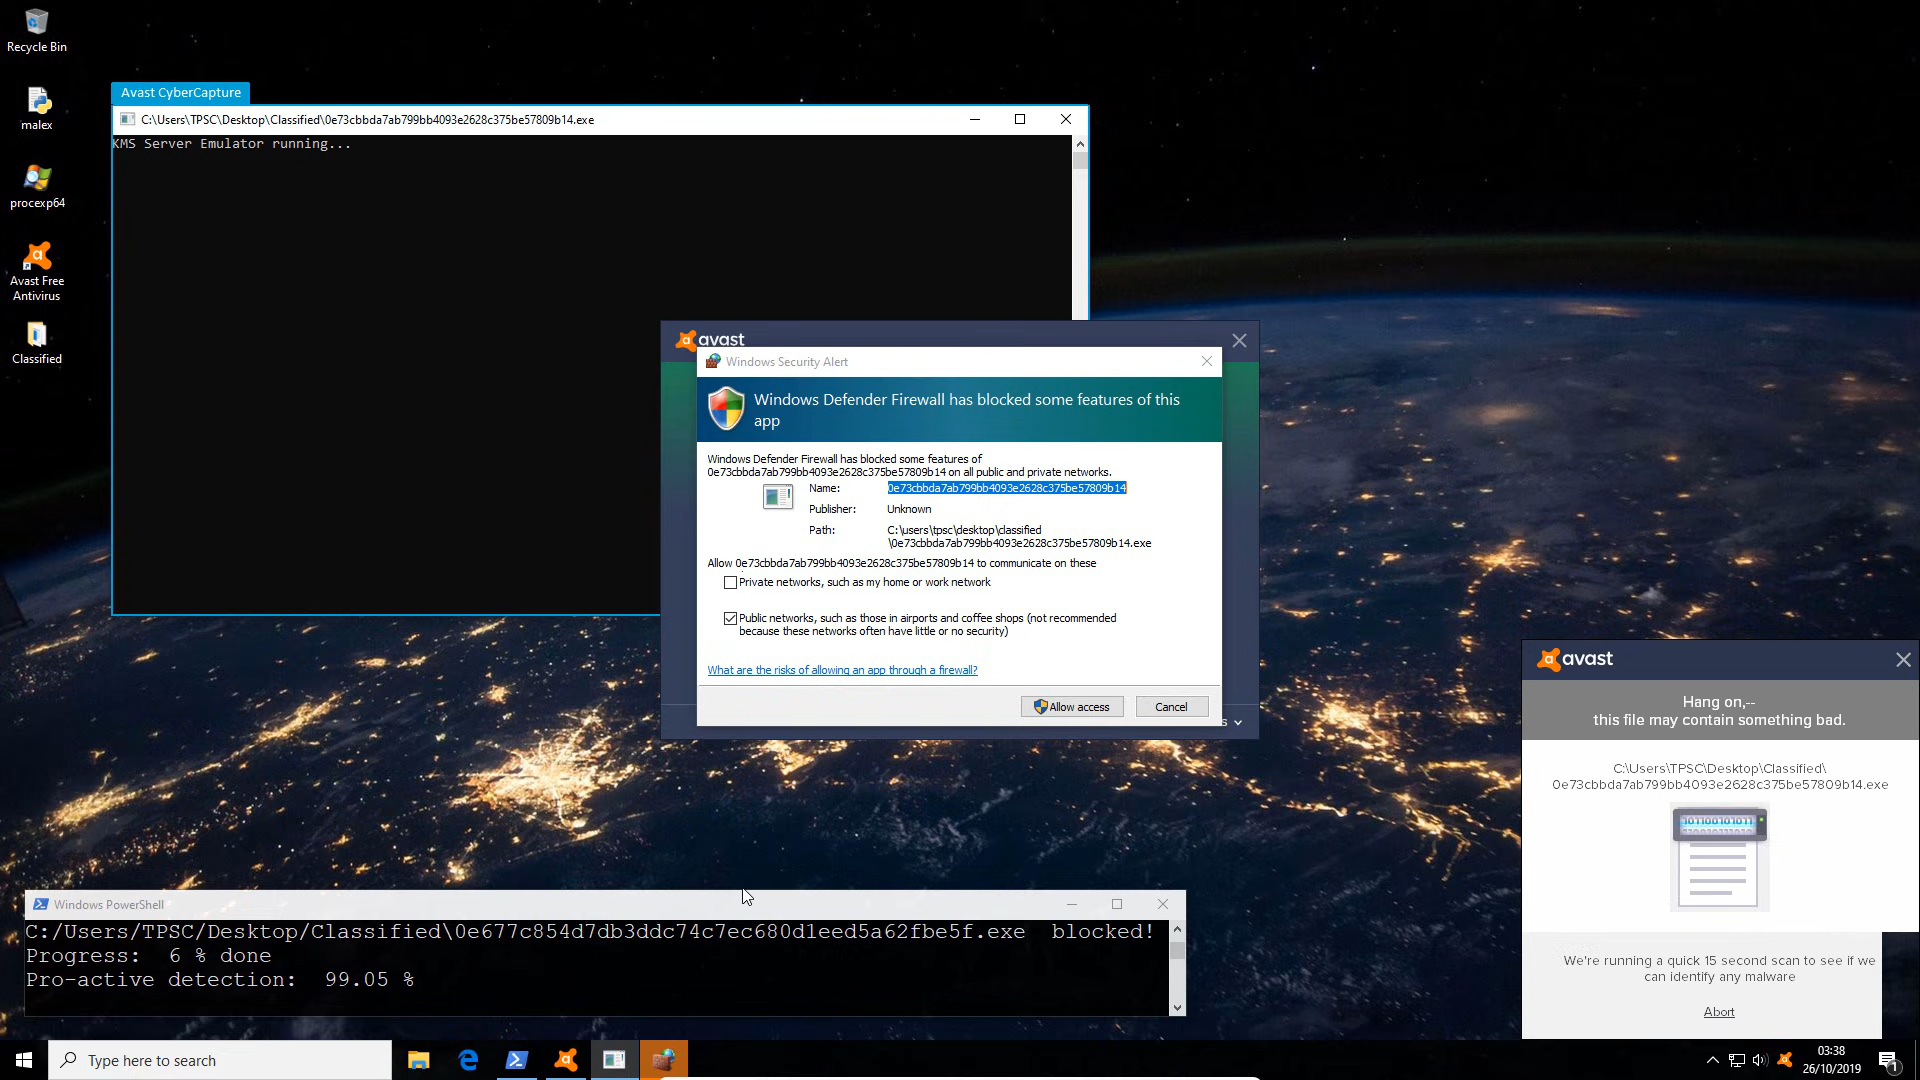 Recycle Bin
malex
procexp64
Avast Free
Antivirus
Classified
Avast CyberCapture
C:\Users\TPSC\Desktop\Classified\0e73cbbda7ab799bb4093e2628c375be57809b14.exe
KMS Server Emulator running...
avast
Windows Security Alert
Windows Defender Firewall has blocked some features of this
app
Windows Defender Firewall has blocked some features of
0e73cbbda7ab799bb4093e2628c375be57809b14 on all public and private networks.
Name: 0e73cbbda7ab799bb4093e2628c375be57809b14
Publisher: Unknown
Path: C:\users\tpsc\desktop\classified
\0e73cbbda7ab799bb4093e2628c375be57809b14.exe
Allow 0e73cbbda7ab799bb4093e2628c375be57809b14 to communicate on these
Private networks, such as my home or work network
Public networks, such as those in airports and coffee shops (not recommended
because these networks often have little or no security)
What are the risks of allowing an app through a firewall?
Allow access Cancel
s
avast
Hang on,--
this file may contain something bad.
C:\Users\TPSC\Desktop\Classified\
0e73cbbda7ab799bb4093e2628c375be57809b14.exe
101100101011
We're running a quick 15 second scan to see if we
can identify any malware
Abort
Windows PowerShell
C:/Users/TPSC/Desktop/Classified\0e677c854d7db3ddc74c7ec680d1eed5a62fbe5f.exe blocked!
Progress: 6 % done
Pro-active detection: 99.05 %
Type here to search
03:38
26/10/2019
1